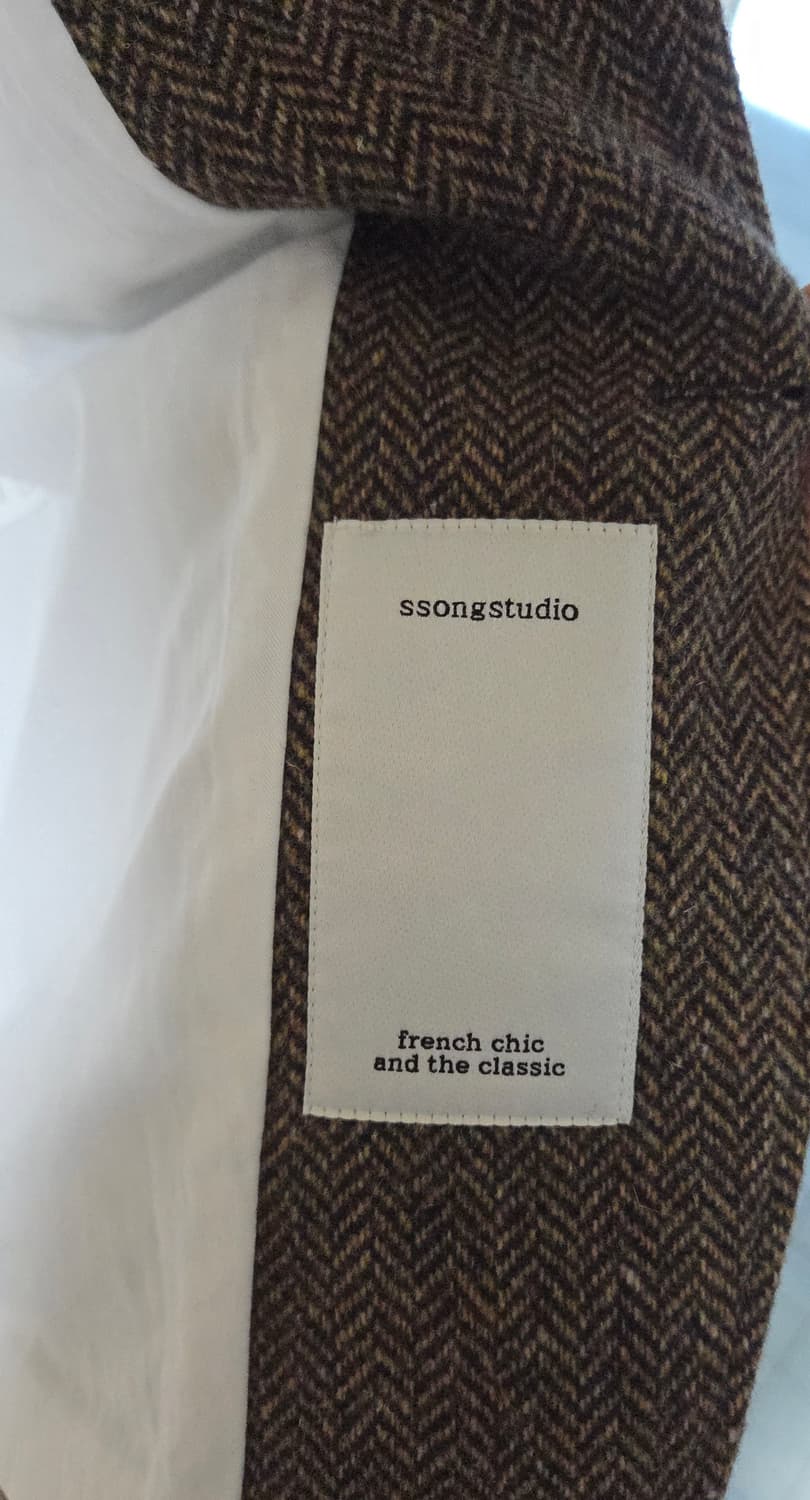 ssongstudio
french chic
and the classic